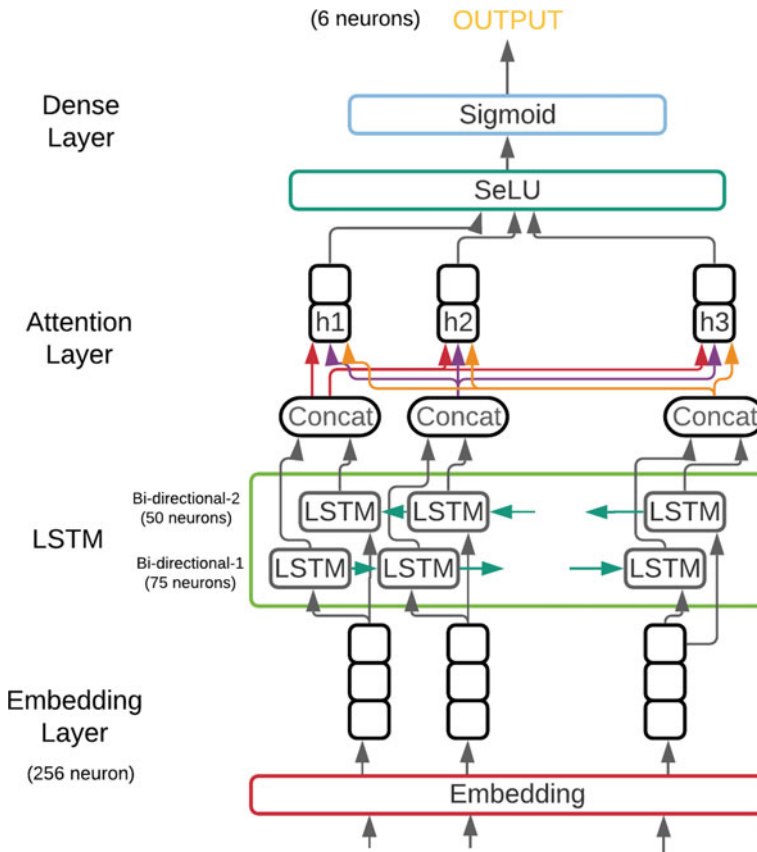 (6 neurons) OUTPUT
Dense
Layer
Sigmoid
SeLU
Attention
Layer
h1 h2 h3
Concat Concat Concat
LSTM
Bi-directional-2
(50 neurons)
LSTM LSTM LSTM
Bi-directional-1
(75 neurons)
LSTM LSTM LSTM
Embedding
Layer
(256 neuron)
Embedding